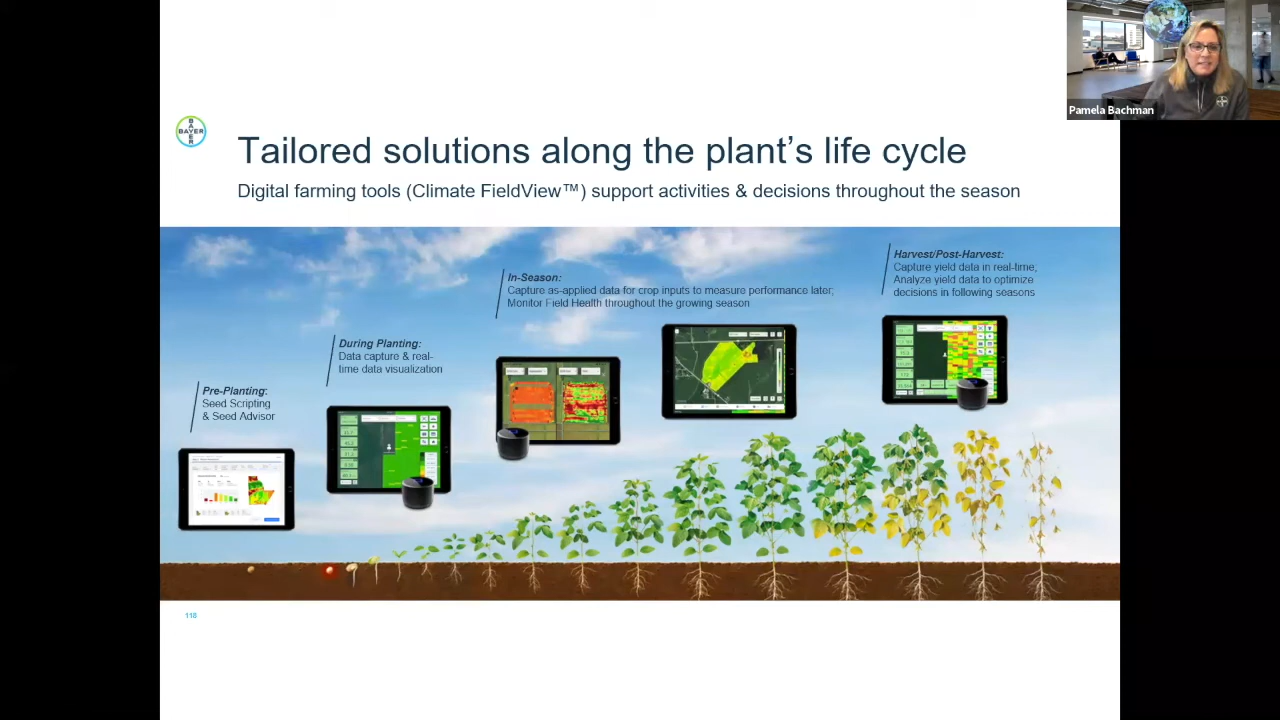 Pamela Bachman
BAYER
BAYER
Tailored solutions along the plant's life cycle
Digital farming tools (Climate FieldView™) support activities & decisions throughout the season
Harvest/Post-Harvest:
Capture yield data in real-time,
Analyze yield data to optimize
decisions in following seasons
In-Season:
Capture as-applied data for crop inputs to measure performance later;
Monitor Field Health throughout the growing season
During Planting:
Data capture & real-
time data visualization
Pre-Planting:
Seed Scripting
& Seed Advisor
118